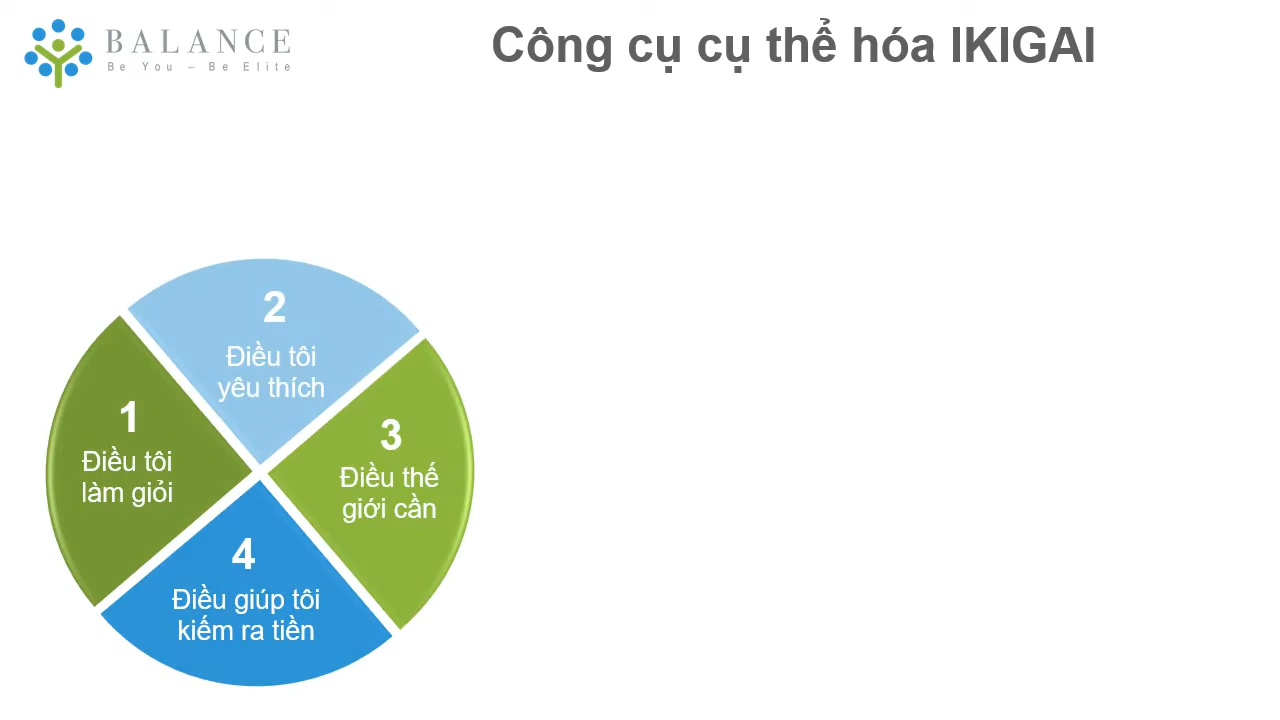 BALANCE
Be You – Be Elite
Công cụ cụ thể hóa IKIGAI
1
Điều tôi
làm giỏi
2
Điều tôi
yêu thích
3
Điều thế
giới cần
4
Điều giúp tôi
kiếm ra tiền